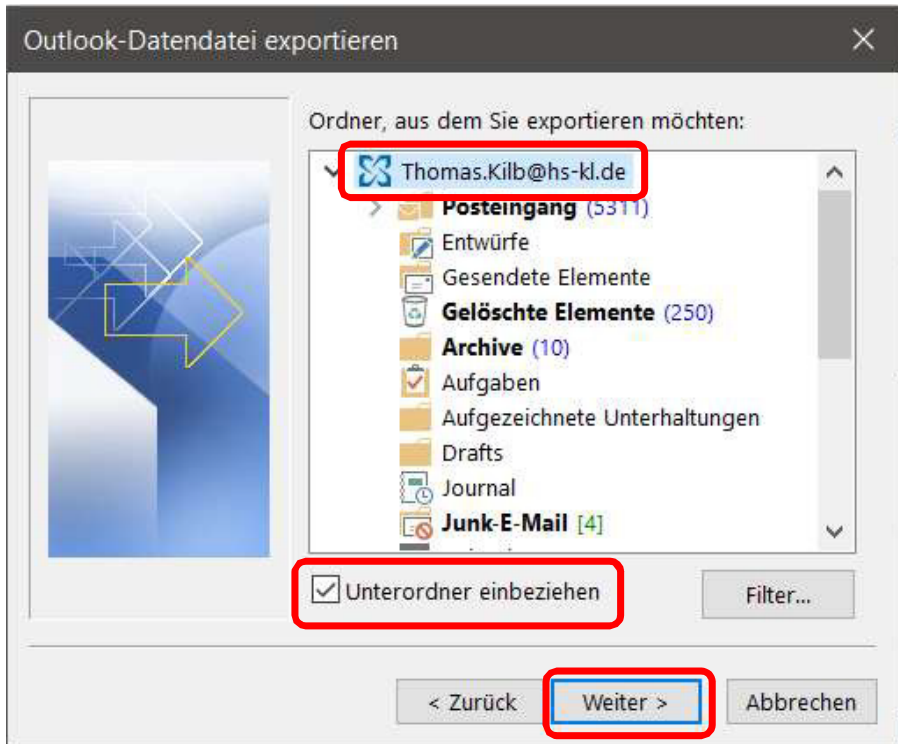 Outlook-Datendatei exportieren
Ordner, aus dem Sie exportieren möchten:
Thomas.Kilb@hs-kl.de
Posteingang (5311)
Entwürfe
Gesendete Elemente
Gelöschte Elemente (250)
Archive (10)
Aufgaben
Aufgezeichnete Unterhaltungen
Drafts
Journal
Junk-E-Mail [4]
Unterordner einbeziehen
Filter...
< Zurück
Weiter >
Abbrechen